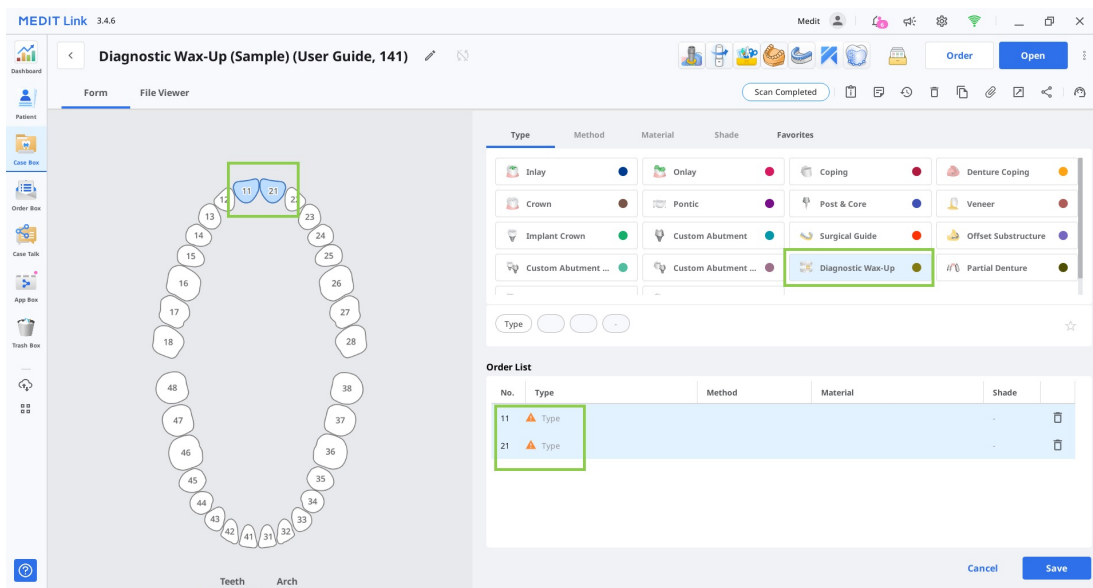 MEDIT Link 3.4.6
Medit
6
Dashboard
Patient
Case Box
Order Box
Case Talk
App Box
Trash Box
Diagnostic Wax-Up (Sample) (User Guide, 141)
Order
Open
Form File Viewer
Scan Completed
11 21
12
13 23
14 24
15 25
16 26
17 27
18 28
48 38
47 37
46 36
45 35
44 34
43 33
42 41 31 32
Teeth Arch
Type Method Material Shade Favorites
Inlay Onlay Coping Denture Coping
Crown Pontic Post & Core Veneer
Implant Crown Custom Abutment Surgical Guide Offset Substructure
Custom Abutment ... Custom Abutment ... Diagnostic Wax-Up Partial Denture
Type -
Order List
No. Type Method Material Shade
11 Type -
21 Type -
Cancel Save